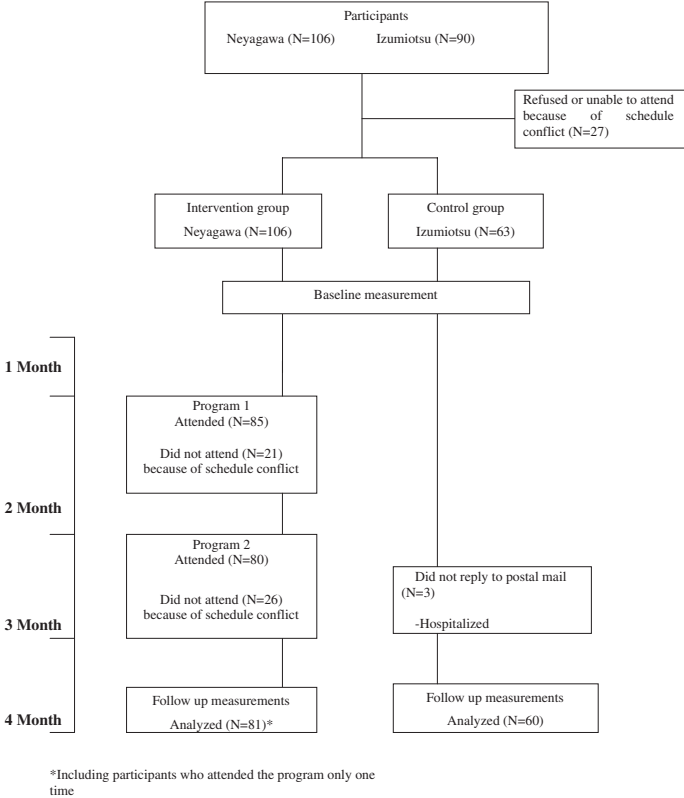 Participants
Neyagawa (N=106) Izumiotsu (N=90)
Refused or unable to attend
because of schedule
conflict (N=27)
Intervention group
Neyagawa (N=106)
Control group
Izumiotsu (N=63)
Baseline measurement
1 Month
Program 1
Attended (N=85)
Did not attend (N=21)
because of schedule conflict
2 Month
Program 2
Attended (N=80)
Did not attend (N=26)
because of schedule conflict
Did not reply to postal mail
(N=3)
-Hospitalized
3 Month
Follow up measurements
Analyzed (N=81)*
Follow up measurements
Analyzed (N=60)
4 Month
*Including participants who attended the program only one
time